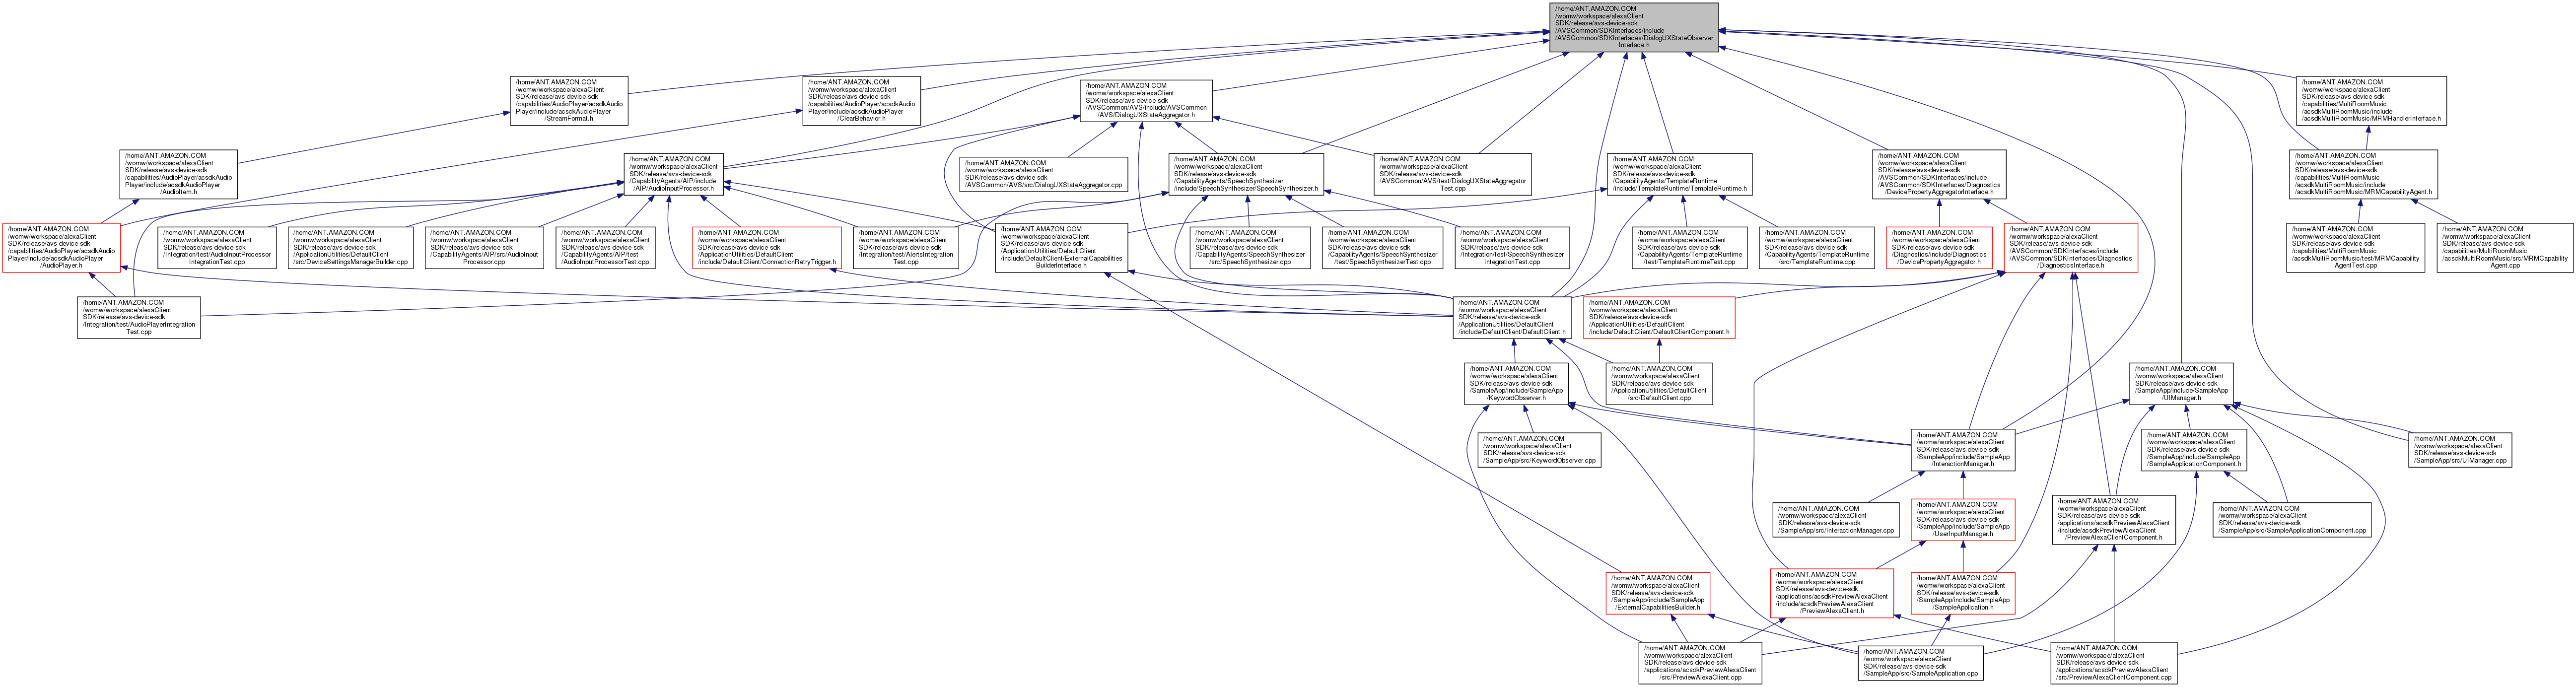 /home/ANT.AMAZON.COM
/womw/workspace/alexaClient
SDK/release/avs-device-sdk
/AVSCommon/SDKInterfaces/include
/AVSCommon/SDKInterfaces/DialogUXStateObserver
Interface.h
/home/ANT.AMAZON.COM
/womw/workspace/alexaClient
SDK/release/avs-device-sdk
/capabilities/AudioPlayer/acsdkAudio
Player/include/acsdkAudioPlayer
/StreamFormat.h
/home/ANT.AMAZON.COM
/womw/workspace/alexaClient
SDK/release/avs-device-sdk
/capabilities/AudioPlayer/acsdkAudio
Player/include/acsdkAudioPlayer
/ClearBehavior.h
/home/ANT.AMAZON.COM
/womw/workspace/alexaClient
SDK/release/avs-device-sdk
/AVSCommon/AVS/include/AVSCommon
/AVS/DialogUXStateAggregator.h
/home/ANT.AMAZON.COM
/womw/workspace/alexaClient
SDK/release/avs-device-sdk
/capabilities/MultiRoomMusic
/acsdkMultiRoomMusic/include
/acsdkMultiRoomMusic/MRMHandlerInterface.h
/home/ANT.AMAZON.COM
/womw/workspace/alexaClient
SDK/release/avs-device-sdk
/capabilities/AudioPlayer/acsdkAudio
Player/include/acsdkAudioPlayer
/AudioItem.h
/home/ANT.AMAZON.COM
/womw/workspace/alexaClient
SDK/release/avs-device-sdk
/CapabilityAgents/AIP/include
/AIP/AudioInputProcessor.h
/home/ANT.AMAZON.COM
/womw/workspace/alexaClient
SDK/release/avs-device-sdk
/AVSCommon/AVS/src/DialogUXStateAggregator.cpp
/home/ANT.AMAZON.COM
/womw/workspace/alexaClient
SDK/release/avs-device-sdk
/CapabilityAgents/SpeechSynthesizer
/include/SpeechSynthesizer/SpeechSynthesizer.h
/home/ANT.AMAZON.COM
/womw/workspace/alexaClient
SDK/release/avs-device-sdk
/AVSCommon/AVS/test/DialogUXStateAggregator
Test.cpp
/home/ANT.AMAZON.COM
/womw/workspace/alexaClient
SDK/release/avs-device-sdk
/CapabilityAgents/TemplateRuntime
/include/TemplateRuntime/TemplateRuntime.h
/home/ANT.AMAZON.COM
/womw/workspace/alexaClient
SDK/release/avs-device-sdk
/AVSCommon/SDKInterfaces/include
/AVSCommon/SDKInterfaces/Diagnostics
/DevicePropertyAggregatorInterface.h
/home/ANT.AMAZON.COM
/womw/workspace/alexaClient
SDK/release/avs-device-sdk
/capabilities/MultiRoomMusic
/acsdkMultiRoomMusic/include
/acsdkMultiRoomMusic/MRMCapabilityAgent.h
/home/ANT.AMAZON.COM
/womw/workspace/alexaClient
SDK/release/avs-device-sdk
/capabilities/AudioPlayer/acsdkAudio
Player/include/acsdkAudioPlayer
/AudioPlayer.h
/home/ANT.AMAZON.COM
/womw/workspace/alexaClient
SDK/release/avs-device-sdk
/Integration/test/AudioInputProcessor
IntegrationTest.cpp
/home/ANT.AMAZON.COM
/womw/workspace/alexaClient
SDK/release/avs-device-sdk
/ApplicationUtilities/DefaultClient
/src/DeviceSettingsManagerBuilder.cpp
/home/ANT.AMAZON.COM
/womw/workspace/alexaClient
SDK/release/avs-device-sdk
/CapabilityAgents/AIP/src/AudioInput
Processor.cpp
/home/ANT.AMAZON.COM
/womw/workspace/alexaClient
SDK/release/avs-device-sdk
/CapabilityAgents/AIP/test
/AudioInputProcessorTest.cpp
/home/ANT.AMAZON.COM
/womw/workspace/alexaClient
SDK/release/avs-device-sdk
/ApplicationUtilities/DefaultClient
/include/DefaultClient/ConnectionRetryTrigger.h
/home/ANT.AMAZON.COM
/womw/workspace/alexaClient
SDK/release/avs-device-sdk
/Integration/test/AlertsIntegration
Test.cpp
/home/ANT.AMAZON.COM
/womw/workspace/alexaClient
SDK/release/avs-device-sdk
/ApplicationUtilities/DefaultClient
/include/DefaultClient/ExternalCapabilities
BuilderInterface.h
/home/ANT.AMAZON.COM
/womw/workspace/alexaClient
SDK/release/avs-device-sdk
/CapabilityAgents/SpeechSynthesizer
/src/SpeechSynthesizer.cpp
/home/ANT.AMAZON.COM
/womw/workspace/alexaClient
SDK/release/avs-device-sdk
/CapabilityAgents/SpeechSynthesizer
/test/SpeechSynthesizerTest.cpp
/home/ANT.AMAZON.COM
/womw/workspace/alexaClient
SDK/release/avs-device-sdk
/Integration/test/SpeechSynthesizer
IntegrationTest.cpp
/home/ANT.AMAZON.COM
/womw/workspace/alexaClient
SDK/release/avs-device-sdk
/CapabilityAgents/TemplateRuntime
/test/TemplateRuntimeTest.cpp
/home/ANT.AMAZON.COM
/womw/workspace/alexaClient
SDK/release/avs-device-sdk
/CapabilityAgents/TemplateRuntime
/src/TemplateRuntime.cpp
/home/ANT.AMAZON.COM
/womw/workspace/alexaClient
SDK/release/avs-device-sdk
/Diagnostics/include/Diagnostics
/DevicePropertyAggregator.h
/home/ANT.AMAZON.COM
/womw/workspace/alexaClient
SDK/release/avs-device-sdk
/AVSCommon/SDKInterfaces/include
/AVSCommon/SDKInterfaces/Diagnostics
/DiagnosticsInterface.h
/home/ANT.AMAZON.COM
/womw/workspace/alexaClient
SDK/release/avs-device-sdk
/capabilities/MultiRoomMusic
/acsdkMultiRoomMusic/test/MRMCapability
AgentTest.cpp
/home/ANT.AMAZON.COM
/womw/workspace/alexaClient
SDK/release/avs-device-sdk
/capabilities/MultiRoomMusic
/acsdkMultiRoomMusic/src/MRMCapability
Agent.cpp
/home/ANT.AMAZON.COM
/womw/workspace/alexaClient
SDK/release/avs-device-sdk
/Integration/test/AudioPlayerIntegration
Test.cpp
/home/ANT.AMAZON.COM
/womw/workspace/alexaClient
SDK/release/avs-device-sdk
/ApplicationUtilities/DefaultClient
/include/DefaultClient/DefaultClient.h
/home/ANT.AMAZON.COM
/womw/workspace/alexaClient
SDK/release/avs-device-sdk
/ApplicationUtilities/DefaultClient
/include/DefaultClient/DefaultClientComponent.h
/home/ANT.AMAZON.COM
/womw/workspace/alexaClient
SDK/release/avs-device-sdk
/SampleApp/include/SampleApp
/KeywordObserver.h
/home/ANT.AMAZON.COM
/womw/workspace/alexaClient
SDK/release/avs-device-sdk
/ApplicationUtilities/DefaultClient
/src/DefaultClient.cpp
/home/ANT.AMAZON.COM
/womw/workspace/alexaClient
SDK/release/avs-device-sdk
/SampleApp/include/SampleApp
/UIManager.h
/home/ANT.AMAZON.COM
/womw/workspace/alexaClient
SDK/release/avs-device-sdk
/SampleApp/src/KeywordObserver.cpp
/home/ANT.AMAZON.COM
/womw/workspace/alexaClient
SDK/release/avs-device-sdk
/SampleApp/include/SampleApp
/InteractionManager.h
/home/ANT.AMAZON.COM
/womw/workspace/alexaClient
SDK/release/avs-device-sdk
/SampleApp/include/SampleApp
/SampleApplicationComponent.h
/home/ANT.AMAZON.COM
/womw/workspace/alexaClient
SDK/release/avs-device-sdk
/SampleApp/src/UIManager.cpp
/home/ANT.AMAZON.COM
/womw/workspace/alexaClient
SDK/release/avs-device-sdk
/SampleApp/src/InteractionManager.cpp
/home/ANT.AMAZON.COM
/womw/workspace/alexaClient
SDK/release/avs-device-sdk
/SampleApp/include/SampleApp
/UserInputManager.h
/home/ANT.AMAZON.COM
/womw/workspace/alexaClient
SDK/release/avs-device-sdk
/applications/acsdkPreviewAlexaClient
/include/acsdkPreviewAlexaClient
/PreviewAlexaClientComponent.h
/home/ANT.AMAZON.COM
/womw/workspace/alexaClient
SDK/release/avs-device-sdk
/SampleApp/src/SampleApplicationComponent.cpp
/home/ANT.AMAZON.COM
/womw/workspace/alexaClient
SDK/release/avs-device-sdk
/SampleApp/include/SampleApp
/ExternalCapabilitiesBuilder.h
/home/ANT.AMAZON.COM
/womw/workspace/alexaClient
SDK/release/avs-device-sdk
/applications/acsdkPreviewAlexaClient
/include/acsdkPreviewAlexaClient
/PreviewAlexaClient.h
/home/ANT.AMAZON.COM
/womw/workspace/alexaClient
SDK/release/avs-device-sdk
/SampleApp/include/SampleApp
/SampleApplication.h
/home/ANT.AMAZON.COM
/womw/workspace/alexaClient
SDK/release/avs-device-sdk
/applications/acsdkPreviewAlexaClient
/src/PreviewAlexaClient.cpp
/home/ANT.AMAZON.COM
/womw/workspace/alexaClient
SDK/release/avs-device-sdk
/SampleApp/src/SampleApplication.cpp
/home/ANT.AMAZON.COM
/womw/workspace/alexaClient
SDK/release/avs-device-sdk
/applications/acsdkPreviewAlexaClient
/src/PreviewAlexaClientComponent.cpp